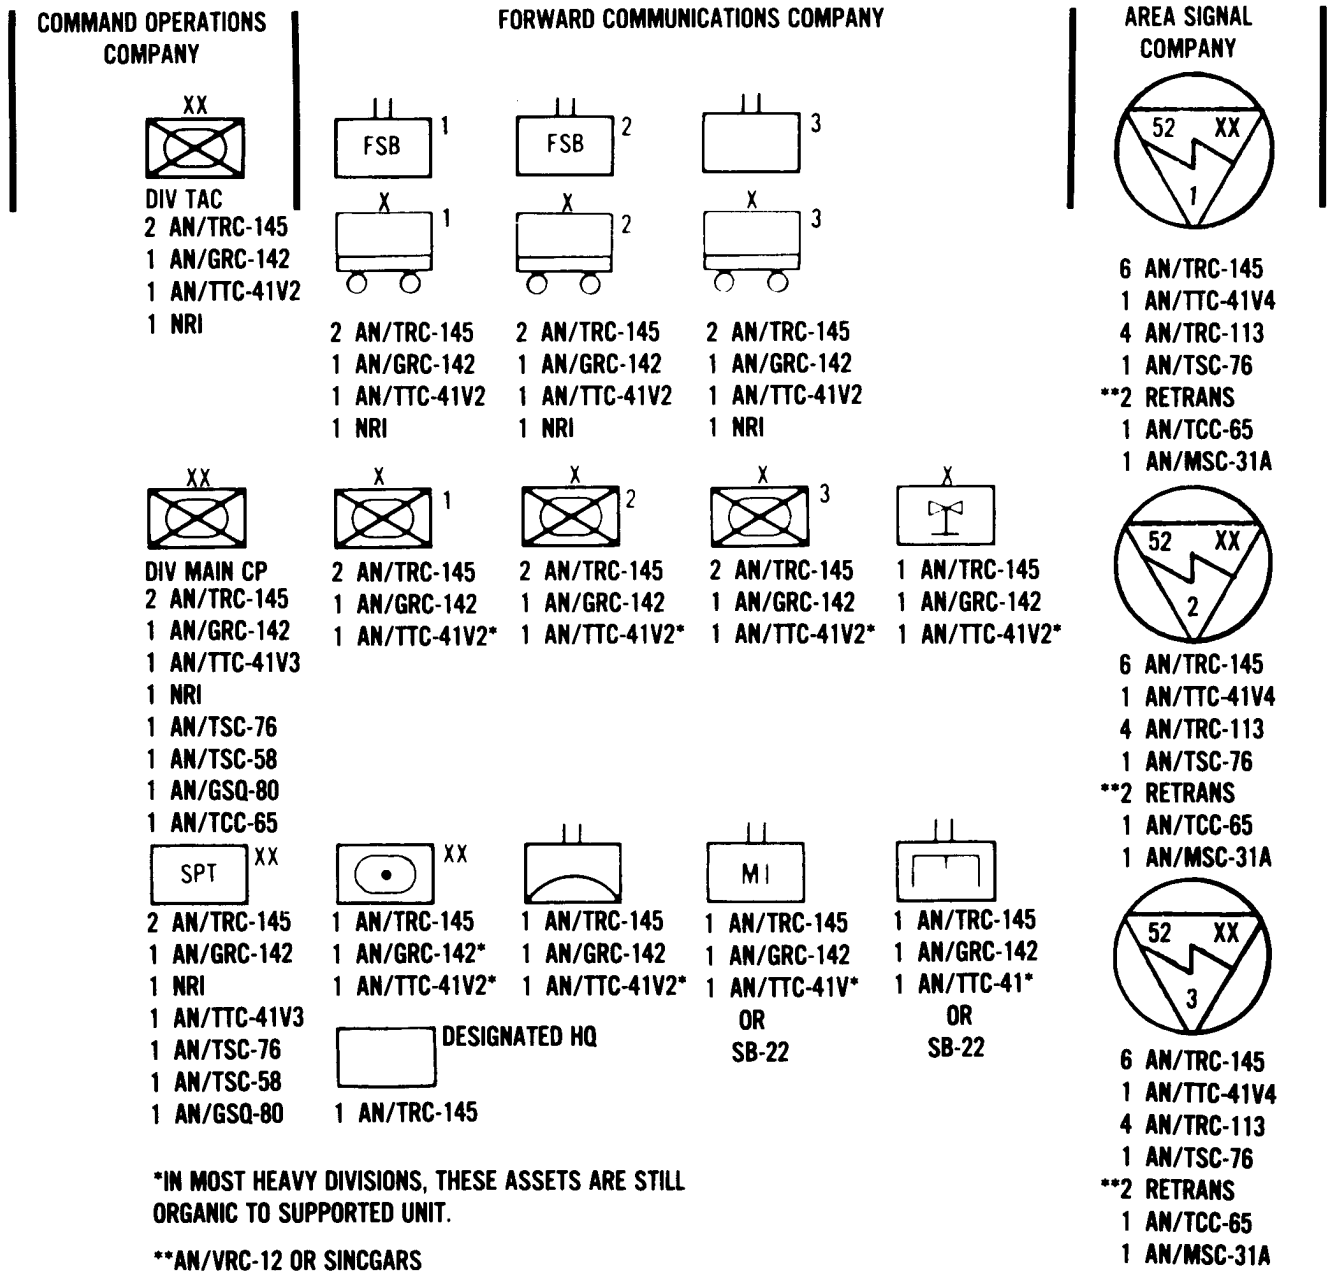 COMMAND OPERATIONS
COMPANY
XX
DIV TAC
2 AN/TRC-145
1 AN/GRC-142
1 AN/TTC-41V2
1 NRI
XX
DIV MAIN CP
2 AN/TRC-145
1 AN/GRC-142
1 AN/TTC-41V3
1 NRI
1 AN/TSC-76
1 AN/TSC-58
1 AN/GSQ-80
1 AN/TCC-65
SPT XX
2 AN/TRC-145
1 AN/GRC-142
1 NRI
1 AN/TTC-41V3
1 AN/TSC-76
1 AN/TSC-58
1 AN/GSQ-80
FORWARD COMMUNICATIONS COMPANY
FSB 1
X 1
2 AN/TRC-145
1 AN/GRC-142
1 AN/TTC-41V2
1 NRI
FSB 2
X 2
2 AN/TRC-145
1 AN/GRC-142
1 AN/TTC-41V2
1 NRI
3
X 3
2 AN/TRC-145
1 AN/GRC-142
1 AN/TTC-41V2
1 NRI
X 1
2 AN/TRC-145
1 AN/GRC-142
1 AN/TTC-41V2*
X 2
2 AN/TRC-145
1 AN/GRC-142
1 AN/TTC-41V2*
X 3
2 AN/TRC-145
1 AN/GRC-142
1 AN/TTC-41V2*
X
1 AN/TRC-145
1 AN/GRC-142
1 AN/TTC-41V2*
XX
1 AN/TRC-145
1 AN/GRC-142*
1 AN/TTC-41V2*
DESIGNATED HQ
1 AN/TRC-145
1 AN/TRC-145
1 AN/GRC-142
1 AN/TTC-41V2*
MI
1 AN/TRC-145
1 AN/GRC-142
1 AN/TTC-41V*
OR
SB-22
1 AN/TRC-145
1 AN/GRC-142
1 AN/TTC-41*
OR
SB-22
AREA SIGNAL
COMPANY
52 XX
1
6 AN/TRC-145
1 AN/TTC-41V4
4 AN/TRC-113
1 AN/TSC-76
**2 RETRANS
1 AN/TCC-65
1 AN/MSC-31A
52 XX
2
6 AN/TRC-145
1 AN/TTC-41V4
4 AN/TRC-113
1 AN/TSC-76
**2 RETRANS
1 AN/TCC-65
1 AN/MSC-31A
52 XX
3
6 AN/TRC-145
1 AN/TTC-41V4
4 AN/TRC-113
1 AN/TSC-76
**2 RETRANS
1 AN/TCC-65
1 AN/MSC-31A
*IN MOST HEAVY DIVISIONS, THESE ASSETS ARE STILL
ORGANIC TO SUPPORTED UNIT.
**AN/VRC-12 OR SINCGARS